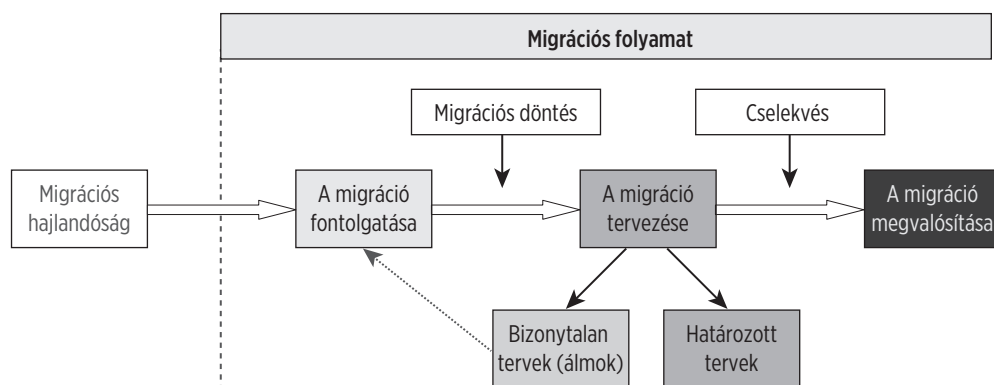 Migrációs folyamat
Migrációs döntés
Cselekvés
Migrációs
hajlandóság
A migráció
fontolgatása
A migráció
tervezése
A migráció
megvalósítása
Bizonytalan
tervek (álmok)
Határozott
tervek